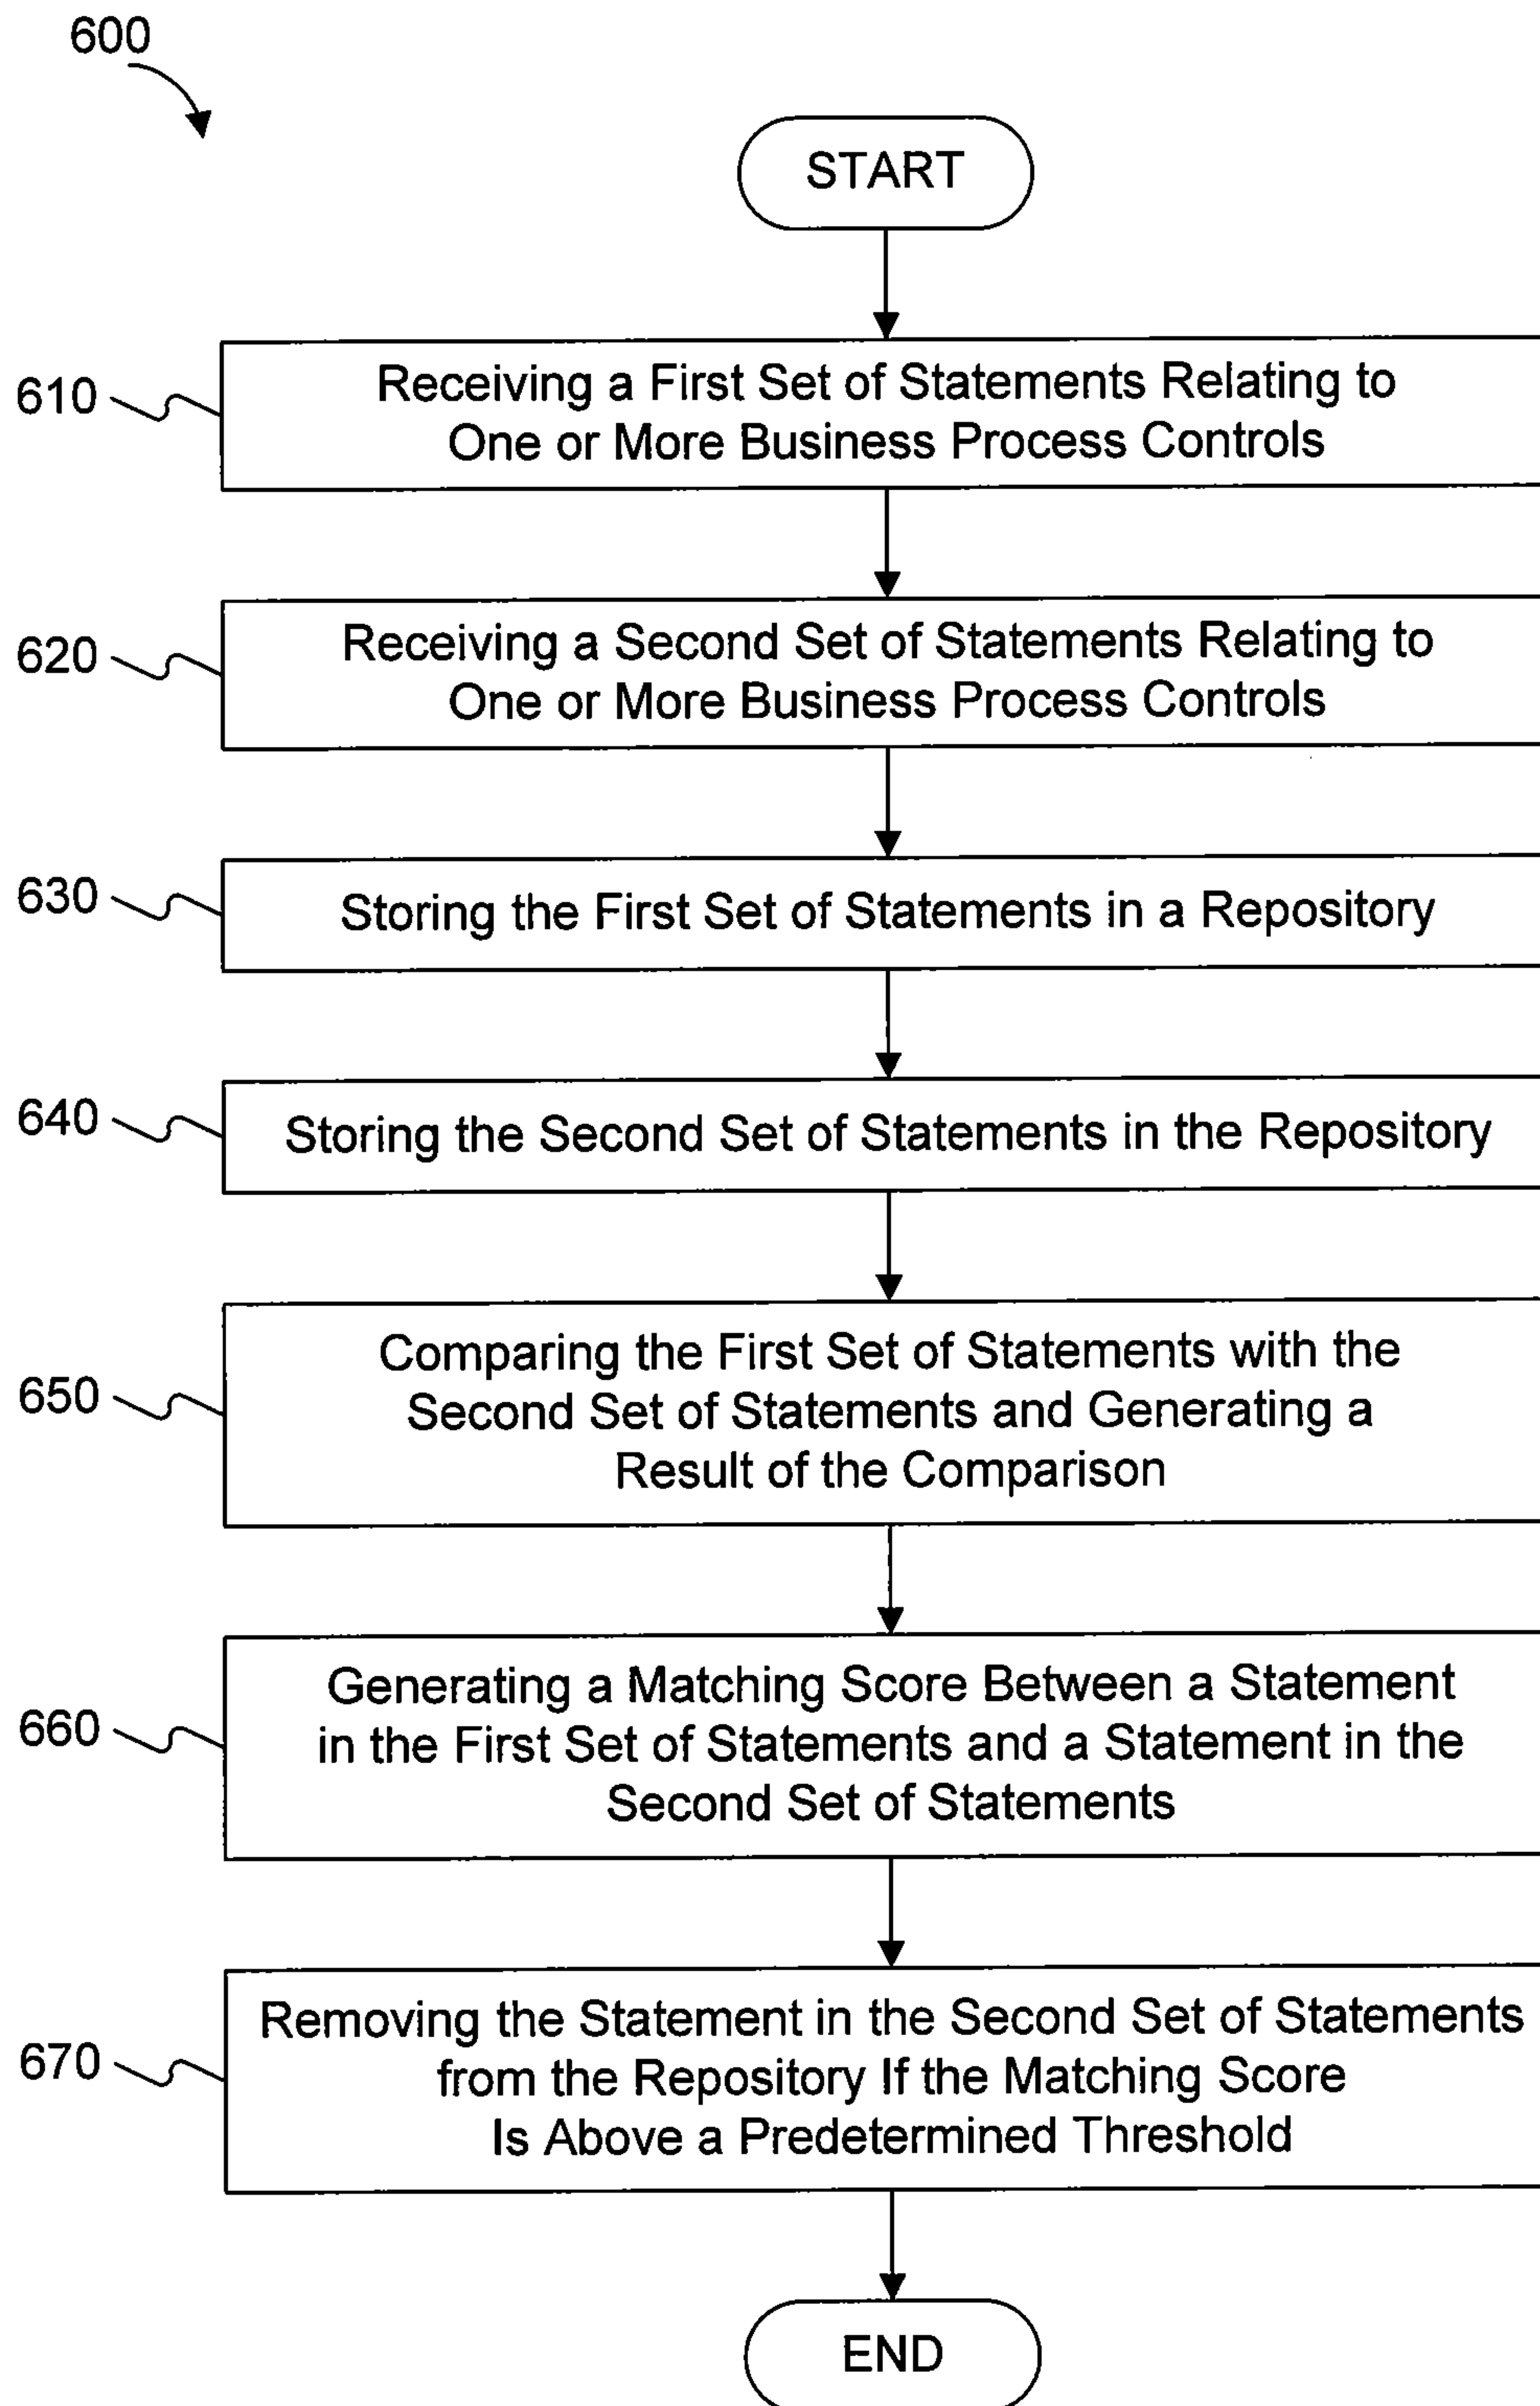 600
START
610
Receiving a First Set of Statements Relating to
One or More Business Process Controls
620
Receiving a Second Set of Statements Relating to
One or More Business Process Controls
630
Storing the First Set of Statements in a Repository
640
Storing the Second Set of Statements in the Repository
650
Comparing the First Set of Statements with the
Second Set of Statements and Generating a
Result of the Comparison
660
Generating a Matching Score Between a Statement
in the First Set of Statements and a Statement in the
Second Set of Statements
670
Removing the Statement in the Second Set of Statements
from the Repository If the Matching Score
Is Above a Predetermined Threshold
END